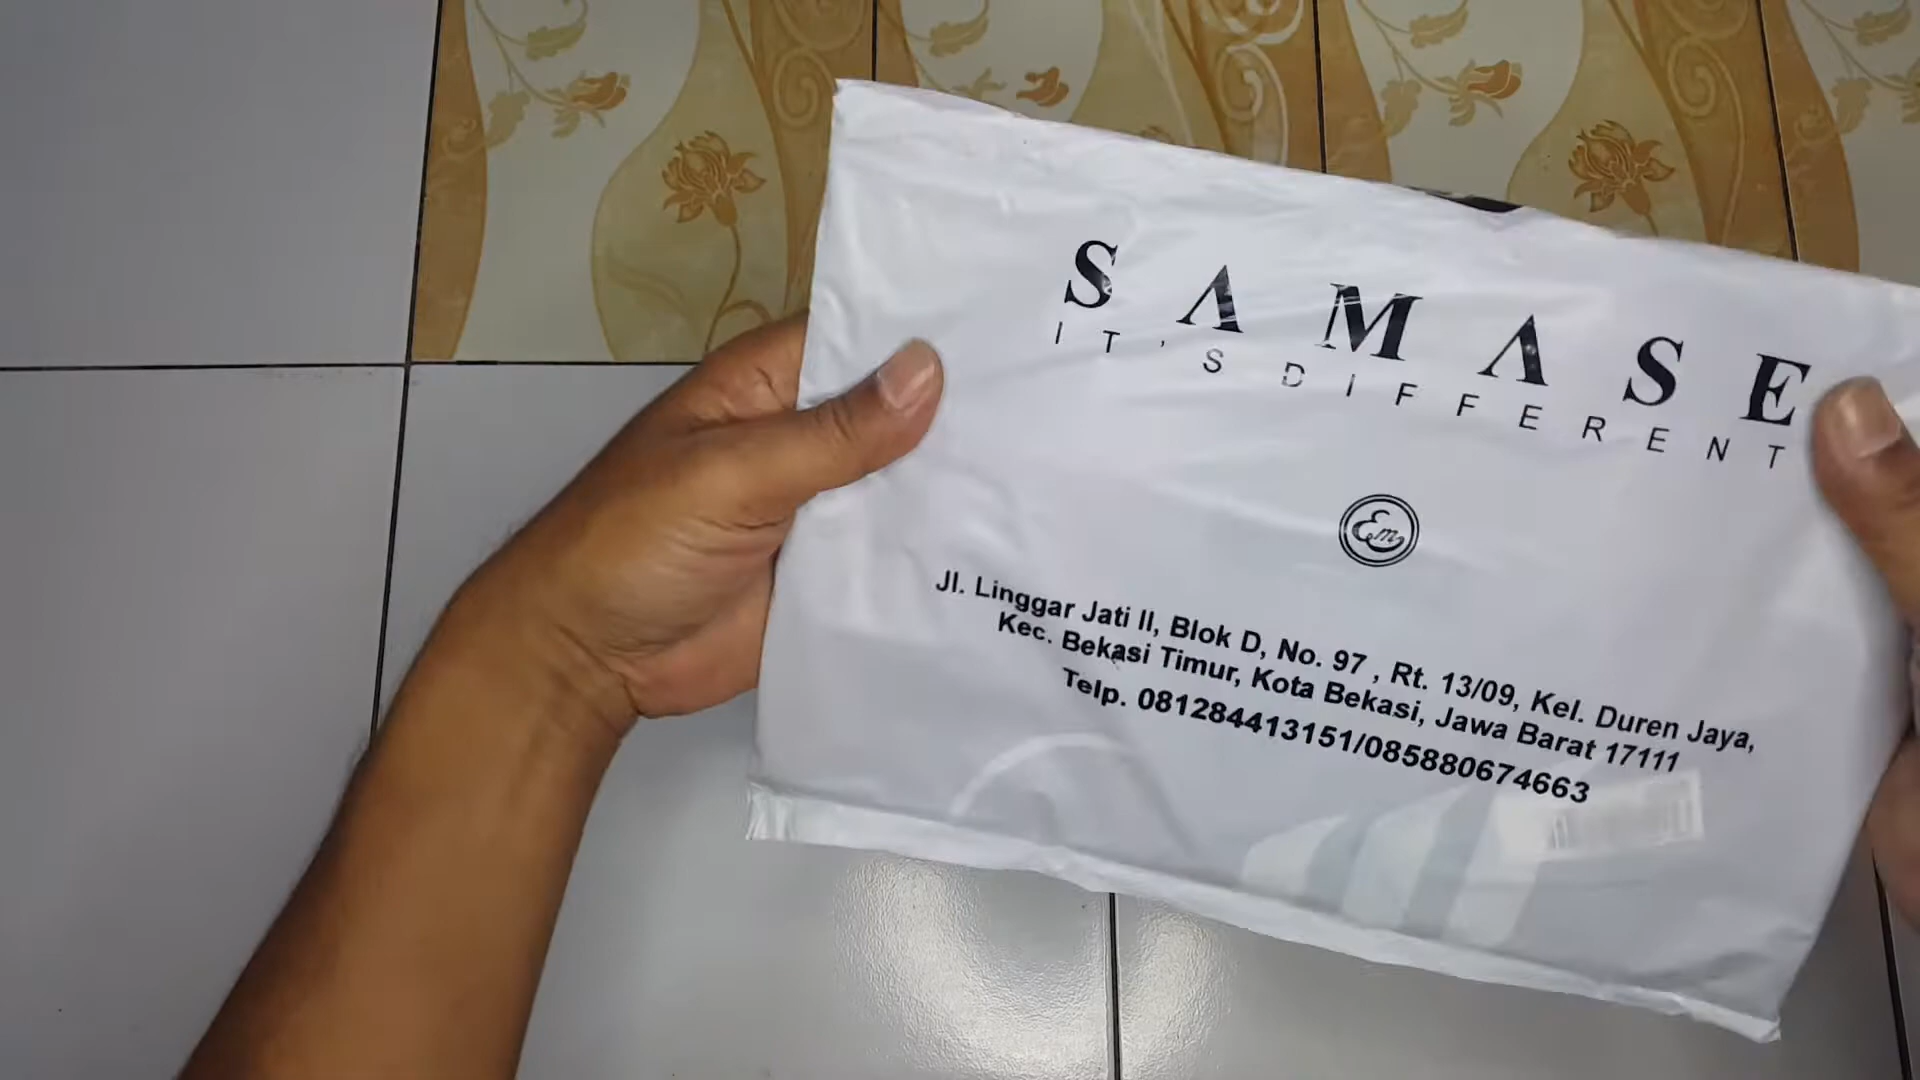 SAMASE
IT'S DIFFERENT
Em
Jl. Linggar Jati II, Blok D, No. 97 , Rt. 13/09, Kel. Duren Jaya,
Kec. Bekasi Timur, Kota Bekasi, Jawa Barat 17111
Telp. 081284413151/085880674663